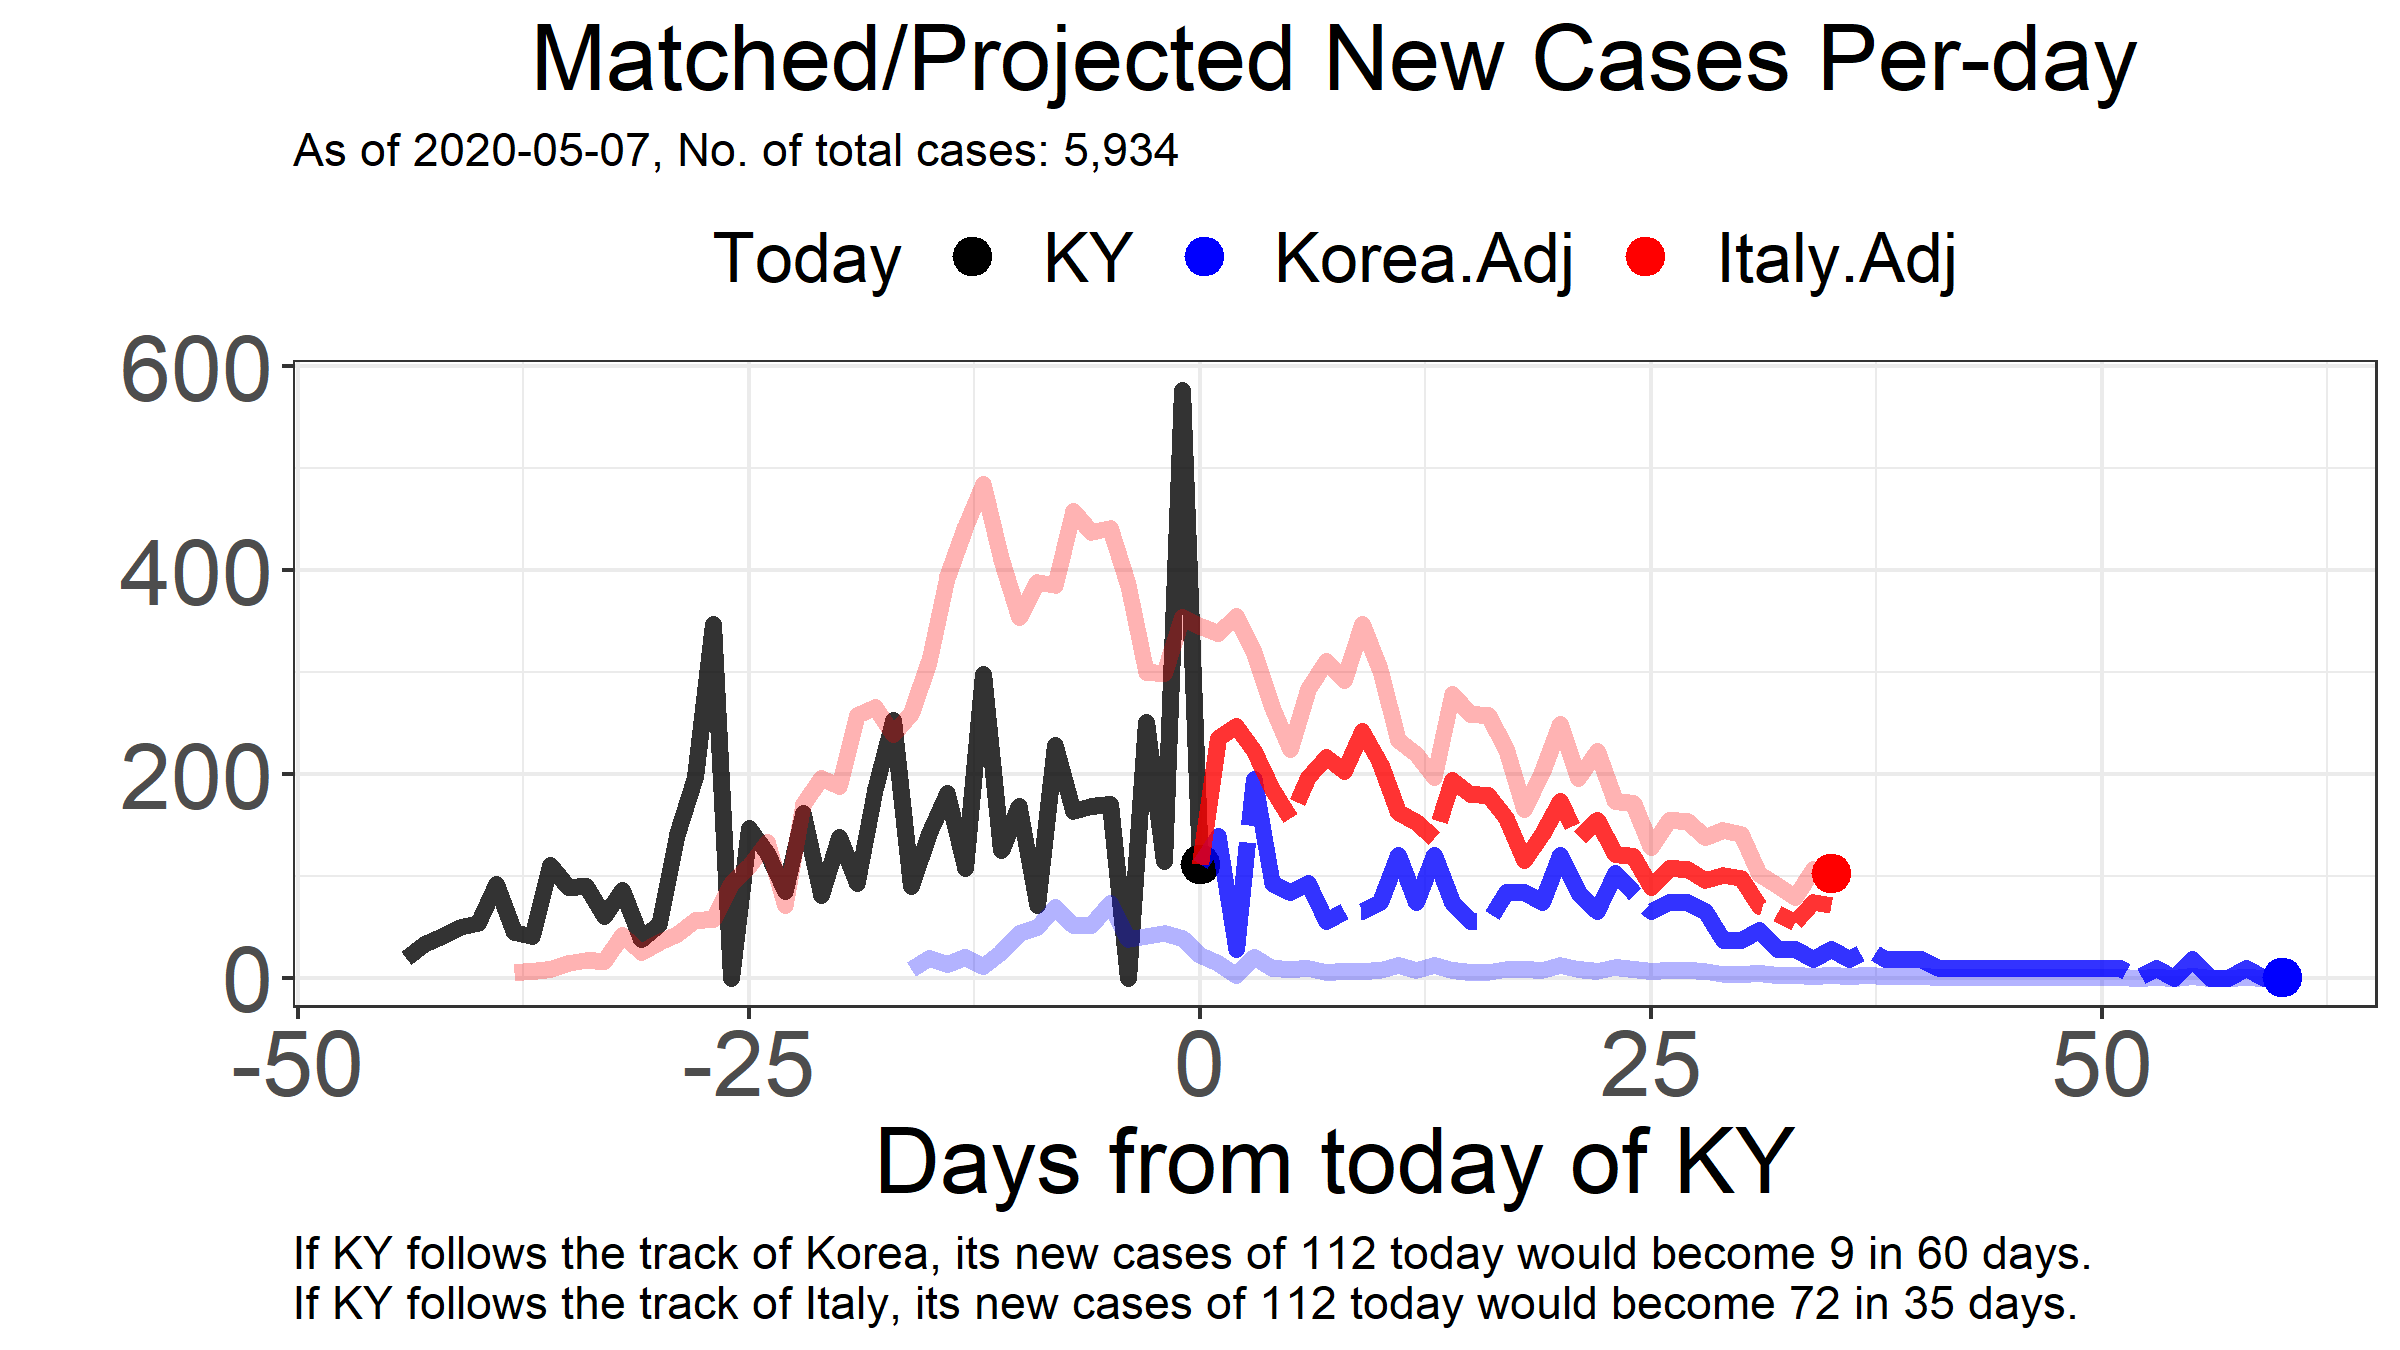 Matched/Projected New Cases Per-day
As of 2020-05-07, No. of total cases: 5,934
Today KY Korea.Adj Italy.Adj
600
400
200
0
-50 -25 0 25 50
Days from today of KY
If KY follows the track of Korea, its new cases of 112 today would become 9 in 60 days.
If KY follows the track of Italy, its new cases of 112 today would become 72 in 35 days.